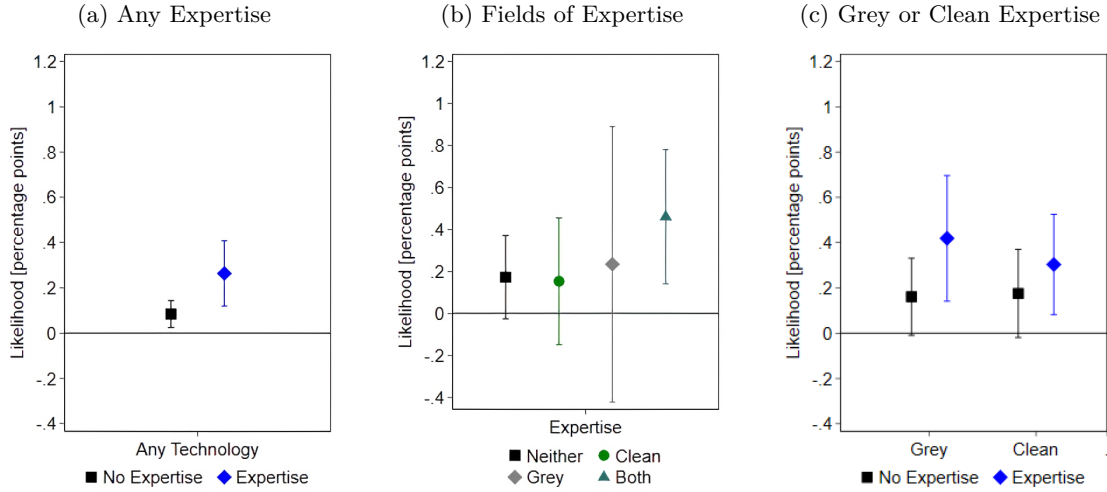 (a) Any Expertise
Likelihood [percentage points]
1.2
1
.8
.6
.4
.2
0
-.2
-.4
Any Technology
No Expertise Expertise
(b) Fields of Expertise
Likelihood [percentage points]
1.2
1
.8
.6
.4
.2
0
-.2
-.4
Expertise
Neither Clean
Grey Both
(c) Grey or Clean Expertise
Likelihood [percentage points]
1.2
1
.8
.6
.4
.2
0
-.2
-.4
Grey Clean
No Expertise Expertise